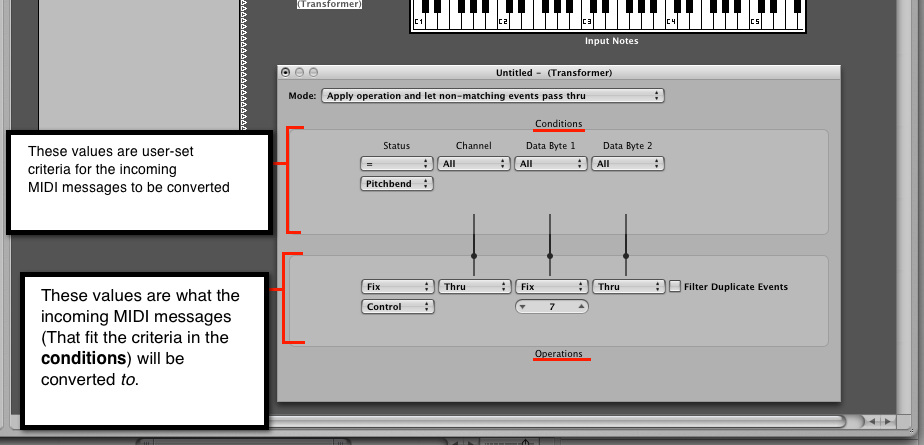 (Transformer)
C1 C2 C3 C4 C5
Input Notes
Untitled - (Transformer)
Mode: Apply operation and let non-matching events pass thru
Conditions
Status Channel Data Byte 1 Data Byte 2
= All All All
Pitchbend
These values are user-set
criteria for the incoming
MIDI messages to be converted
Fix Thru Fix Thru Filter Duplicate Events
Control 7
Operations
These values are what the
incoming MIDI messages
(That fit the criteria in the
conditions) will be
converted to.